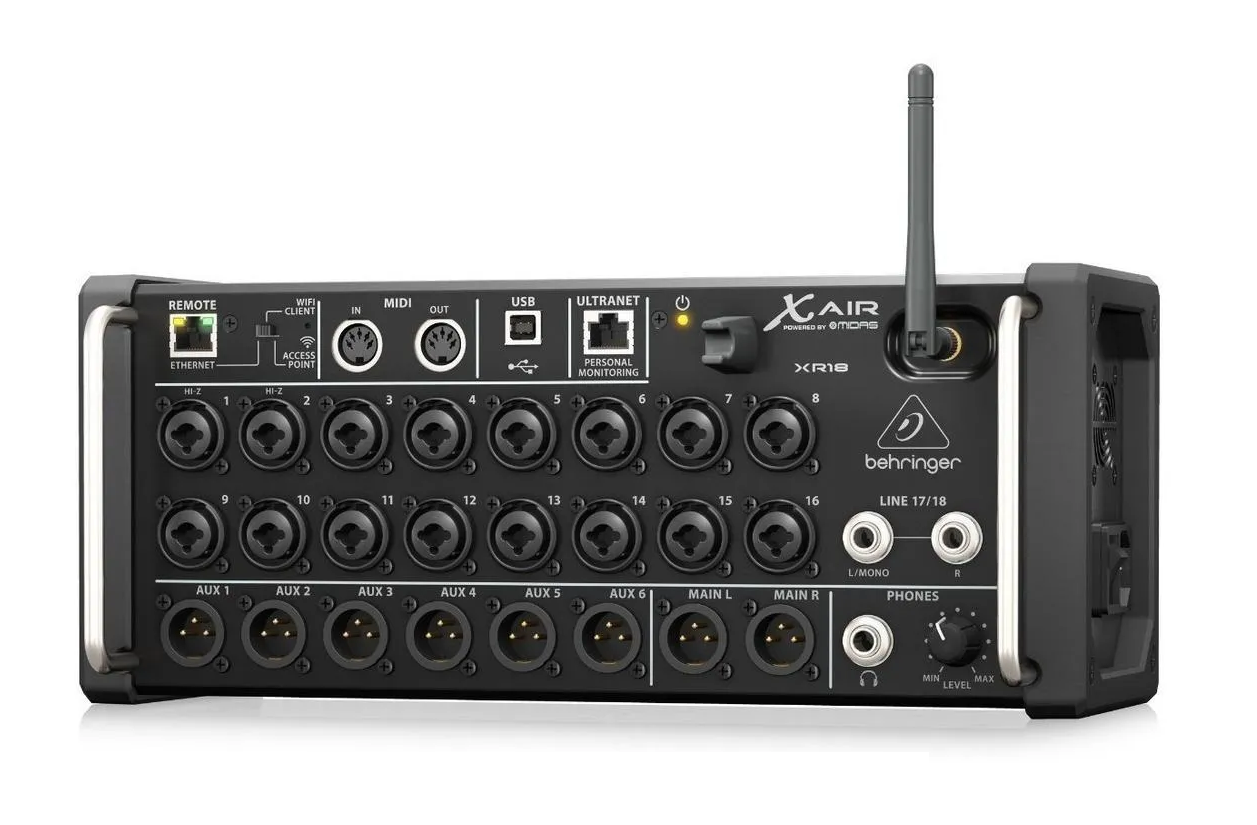 REMOTE
ETHERNET
WIFI
CLIENT
ACCESS
POINT
MIDI
IN
OUT
USB
ULTRANET
PERSONAL
MONITORING
X AIR
POWERED BY MIDAS
XR18
HI-Z
1
HI-Z
2
3
4
5
6
7
8
behringer
9
10
11
12
13
14
15
16
LINE 17/18
L/MONO
R
AUX 1
AUX 2
AUX 3
AUX 4
AUX 5
AUX 6
MAIN L
MAIN R
PHONES
MIN
LEVEL
MAX